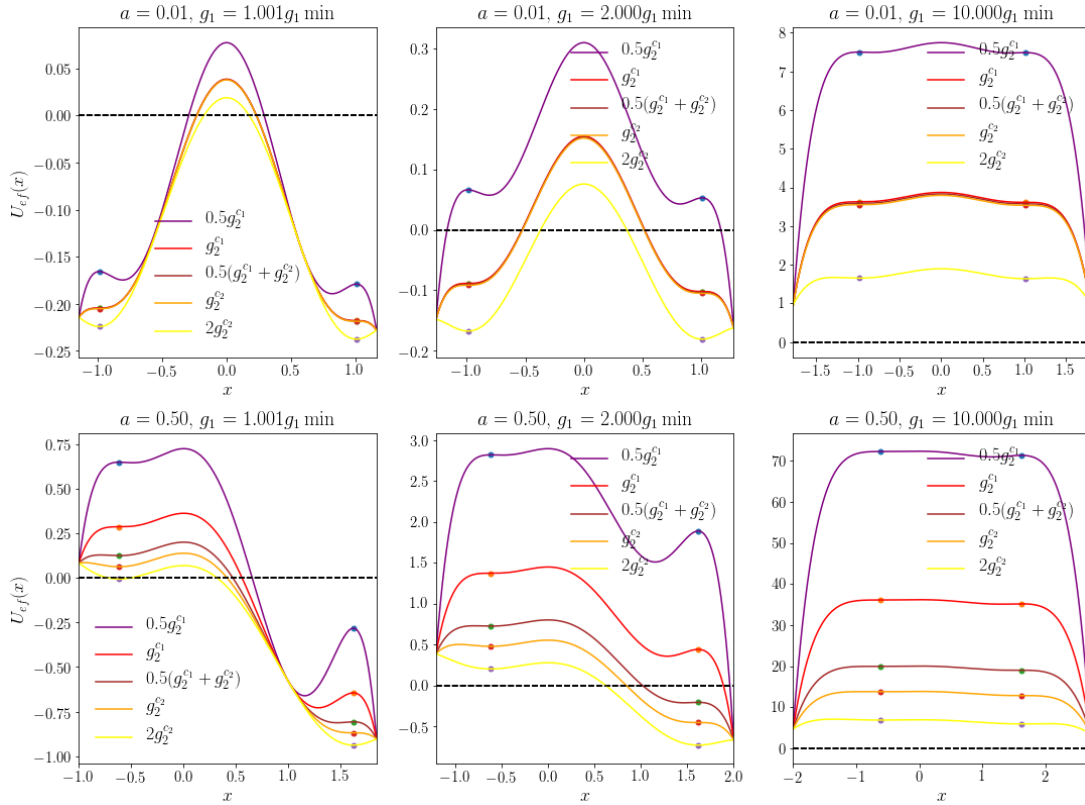 a = 0.01, g₁ = 1.001g₁ min
a = 0.01, g₁ = 2.000g₁ min
a = 0.01, g₁ = 10.000g₁ min
U_{ef}(x)
0.05
0.00
−0.05
−0.10
−0.15
−0.20
−0.25
0.5g₂^{c₁}
g₂^{c₁}
0.5(g₂^{c₁} + g₂^{c₂})
g₂^{c₂}
2g₂^{c₂}
−1.0 −0.5 0.0 0.5 1.0
x
0.3
0.2
0.1
0.0
−0.1
−0.2
0.5g₂^{c₁}
g₂^{c₁}
0.5(g₂^{c₁} + g₂^{c₂})
g₂^{c₂}
2g₂^{c₂}
−1.0 −0.5 0.0 0.5 1.0
x
8
7
6
5
4
3
2
1
0
0.5g₂^{c₁}
g₂^{c₁}
0.5(g₂^{c₁} + g₂^{c₂})
g₂^{c₂}
2g₂^{c₂}
−1.5 −1.0 −0.5 0.0 0.5 1.0 1.5
x
a = 0.50, g₁ = 1.001g₁ min
a = 0.50, g₁ = 2.000g₁ min
a = 0.50, g₁ = 10.000g₁ min
U_{ef}(x)
0.75
0.50
0.25
0.00
−0.25
−0.50
−0.75
−1.00
0.5g₂^{c₁}
g₂^{c₁}
0.5(g₂^{c₁} + g₂^{c₂})
g₂^{c₂}
2g₂^{c₂}
−1.0 −0.5 0.0 0.5 1.0 1.5
x
3.0
2.5
2.0
1.5
1.0
0.5
0.0
−0.5
0.5g₂^{c₁}
g₂^{c₁}
0.5(g₂^{c₁} + g₂^{c₂})
g₂^{c₂}
2g₂^{c₂}
−1.0 −0.5 0.0 0.5 1.0 1.5 2.0
x
70
60
50
40
30
20
10
0
0.5g₂^{c₁}
g₂^{c₁}
0.5(g₂^{c₁} + g₂^{c₂})
g₂^{c₂}
2g₂^{c₂}
−2 −1 0 1 2
x